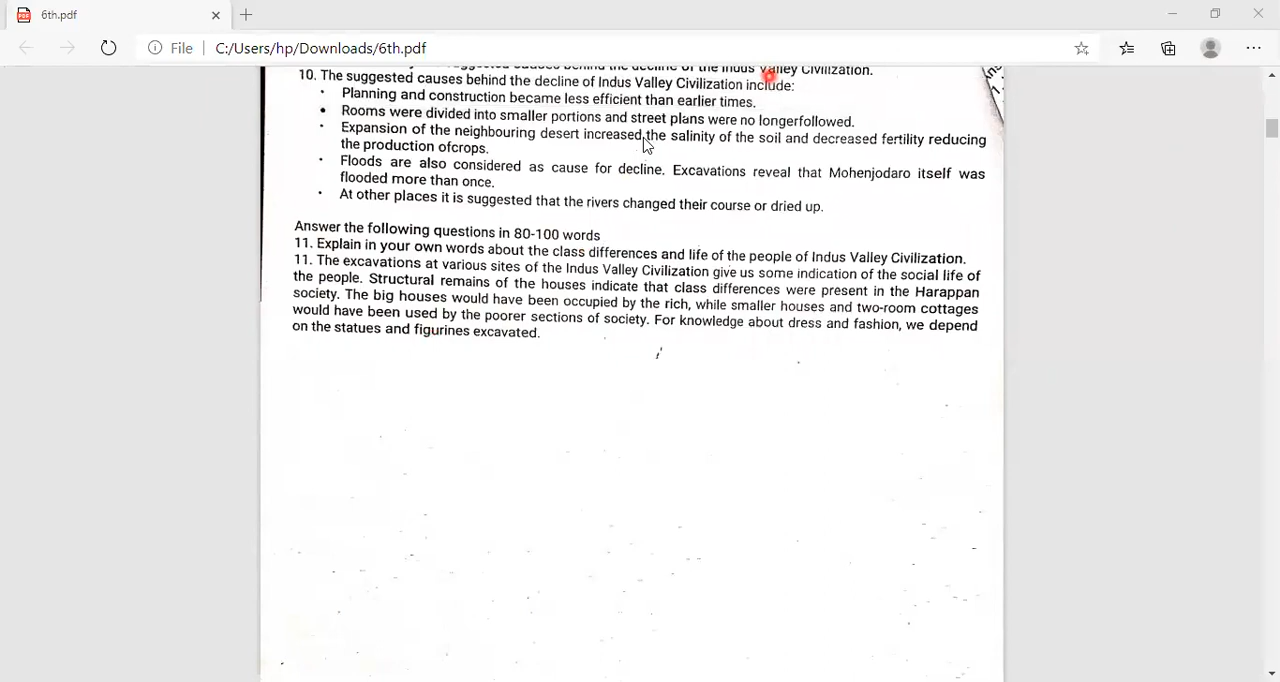 6th.pdf
File C:/Users/hp/Downloads/6th.pdf
causes behind the decline of the Indus Valley Civilization.
10. The suggested causes behind the decline of Indus Valley Civilization include:
· Planning and construction became less efficient than earlier times.
• Rooms were divided into smaller portions and street plans were no longerfollowed.
· Expansion of the neighbouring desert increased the salinity of the soil and decreased fertility reducing
the production ofcrops.
· Floods are also considered as cause for decline. Excavations reveal that Mohenjodaro itself was
flooded more than once.
· At other places it is suggested that the rivers changed their course or dried up.
Answer the following questions in 80-100 words
11. Explain in your own words about the class differences and life of the people of Indus Valley Civilization.
11. The excavations at various sites of the Indus Valley Civilization give us some indication of the social life of
the people. Structural remains of the houses indicate that class differences were present in the Harappan
society. The big houses would have been occupied by the rich, while smaller houses and two-room cottages
would have been used by the poorer sections of society. For knowledge about dress and fashion, we depend
on the statues and figurines excavated.